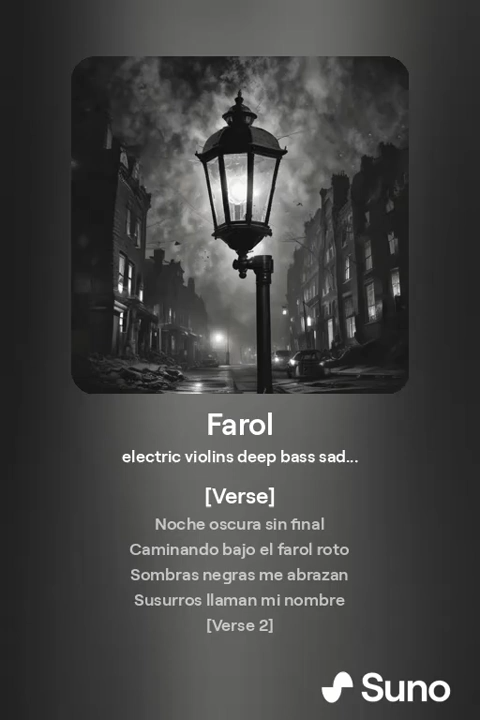 Farol
electric violins deep bass sad...
[Verse]
Noche oscura sin final
Caminando bajo el farol roto
Sombras negras me abrazan
Susurros llaman mi nombre
[Verse 2]
Suno